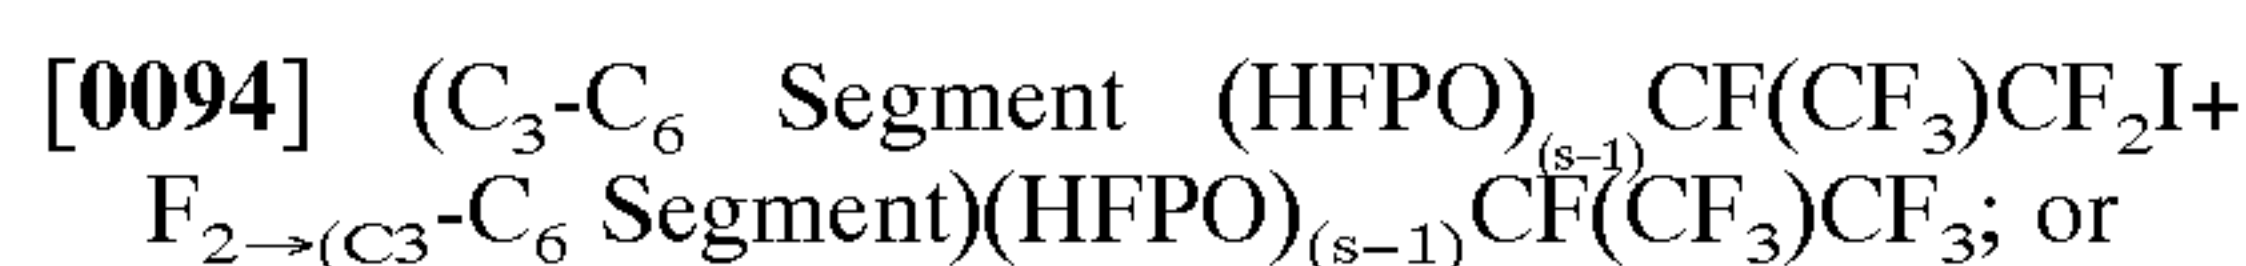 [0094] (C₃-C₆ Segment (HFPO)₍ₛ₋₁₎CF(CF₃)CF₂I+
F₂→₍C3-C₆ Segment)(HFPO)₍ₛ₋₁₎CF(CF₃)CF₃; or